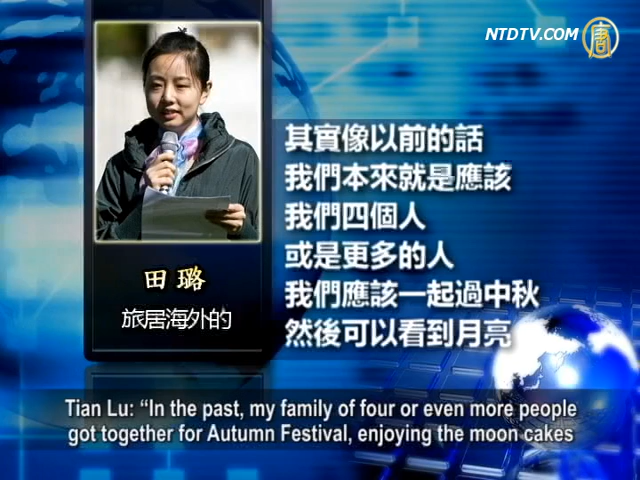 NTDTV.COM 唐
其實像以前的話
我們本來就是應該
我們四個人
或是更多的人
我們應該一起過中秋
然後可以看到月亮
田璐
旅居海外的
Tian Lu: “In the past, my family of four or even more people
got together for Autumn Festival, enjoying the moon cakes